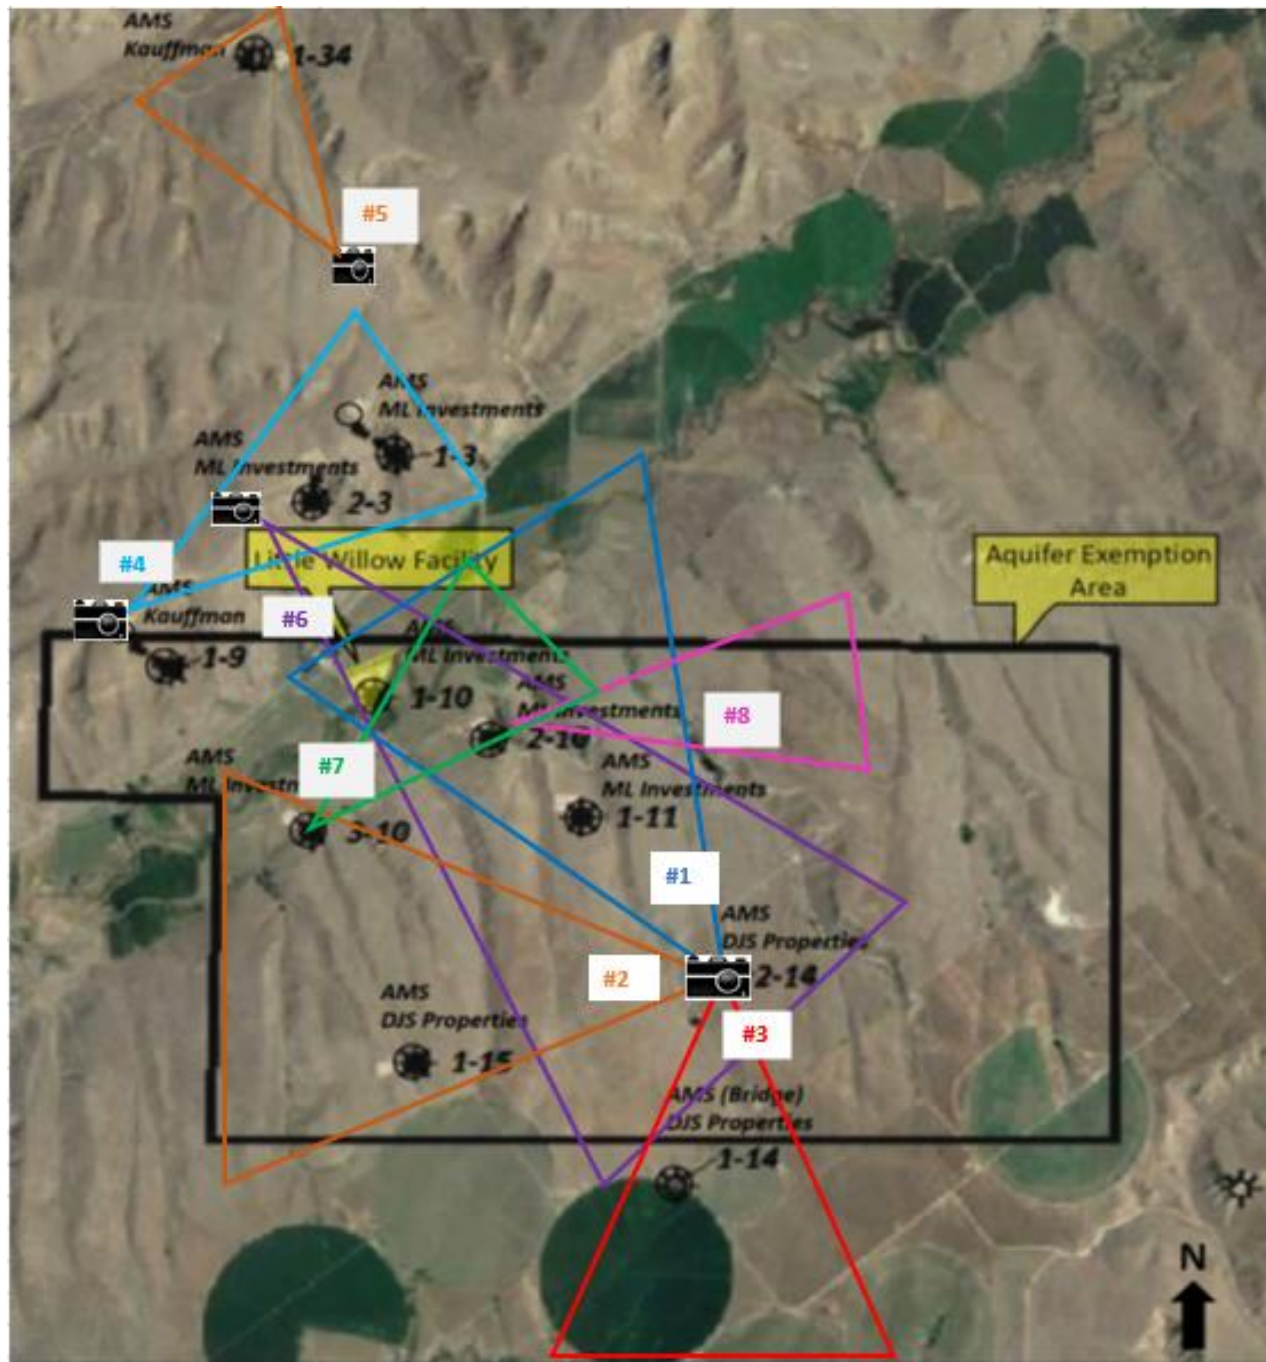 AMS
Kauffman
1-34
#5
AMS
ML Investments
1-3
AMS
ML Investments
2-3
Little Willow Facility
Aquifer Exemption
Area
#4
AMS
Kauffman
#6
1-9
AMS
ML Investments
1-10
AMS
ML Investments
2-10
#8
AMS
ML Investments
1-11
AMS
#7
3-10
#1
AMS
DJS Properties
2-14
#2
AMS
DJS Properties
1-15
#3
AMS (Bridge)
DJS Properties
1-14
N